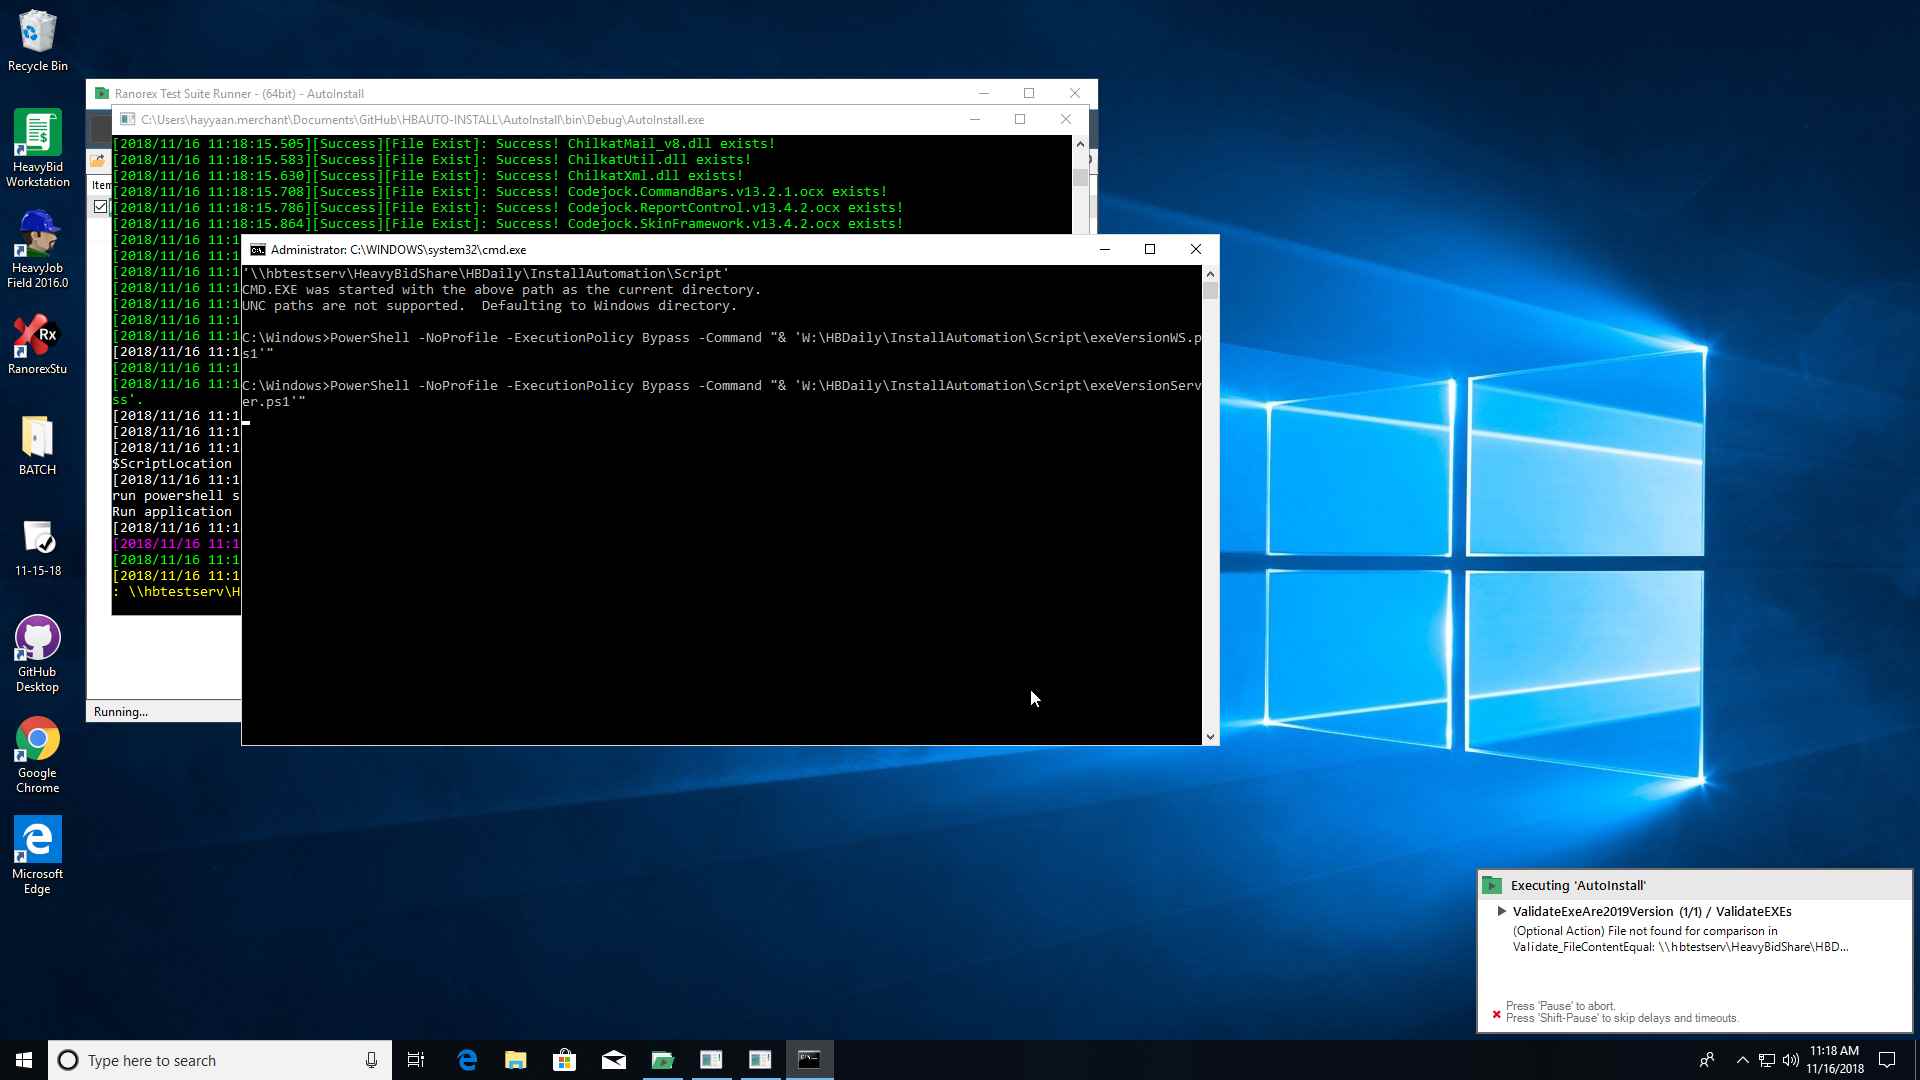 Recycle Bin
HeavyBid
Workstation
HeavyJob
Field 2016.0
Rx
RanorexStu
BATCH
11-15-18
GitHub
Desktop
Google
Chrome
Microsoft
Edge
Ranorex Test Suite Runner - (64bit) - AutoInstall
Item
Running...
C:\Users\hayyaan.merchant\Documents\GitHub\HBAUTO-INSTALL\AutoInstall\bin\Debug\AutoInstall.exe
[2018/11/16 11:18:15.505][Success][File Exist]: Success! ChilkatMail_v8.dll exists!
[2018/11/16 11:18:15.583][Success][File Exist]: Success! ChilkatUtil.dll exists!
[2018/11/16 11:18:15.630][Success][File Exist]: Success! ChilkatXml.dll exists!
[2018/11/16 11:18:15.708][Success][File Exist]: Success! Codejock.CommandBars.v13.2.1.ocx exists!
[2018/11/16 11:18:15.786][Success][File Exist]: Success! Codejock.ReportControl.v13.4.2.ocx exists!
[2018/11/16 11:18:15.864][Success][File Exist]: Success! Codejock.SkinFramework.v13.4.2.ocx exists!
[2018/11/16 11:1
[2018/11/16 11:1
[2018/11/16 11:1
[2018/11/16 11:1
[2018/11/16 11:1
[2018/11/16 11:1
[2018/11/16 11:1
[2018/11/16 11:1
[2018/11/16 11:1
[2018/11/16 11:1
ss'.
[2018/11/16 11:1
[2018/11/16 11:1
[2018/11/16 11:1
$ScriptLocation
[2018/11/16 11:1
run powershell s
Run application
[2018/11/16 11:1
[2018/11/16 11:1
[2018/11/16 11:1
[2018/11/16 11:1
: \\hbtestserv\H
Administrator: C:\WINDOWS\system32\cmd.exe
'\\hbtestserv\HeavyBidShare\HBDaily\InstallAutomation\Script'
CMD.EXE was started with the above path as the current directory.
UNC paths are not supported.  Defaulting to Windows directory.
C:\Windows>PowerShell -NoProfile -ExecutionPolicy Bypass -Command "& 'W:\HBDaily\InstallAutomation\Script\exeVersionWS.p
s1'"
C:\Windows>PowerShell -NoProfile -ExecutionPolicy Bypass -Command "& 'W:\HBDaily\InstallAutomation\Script\exeVersionServ
er.ps1'"
Executing 'AutoInstall'
ValidateExeAre2019Version (1/1) / ValidateEXEs
(Optional Action) File not found for comparison in
Validate_FileContentEqual: \\hbtestserv\HeavyBidShare\HBD...
Press 'Pause' to abort.
Press 'Shift-Pause' to skip delays and timeouts.
Type here to search
11:18 AM
11/16/2018